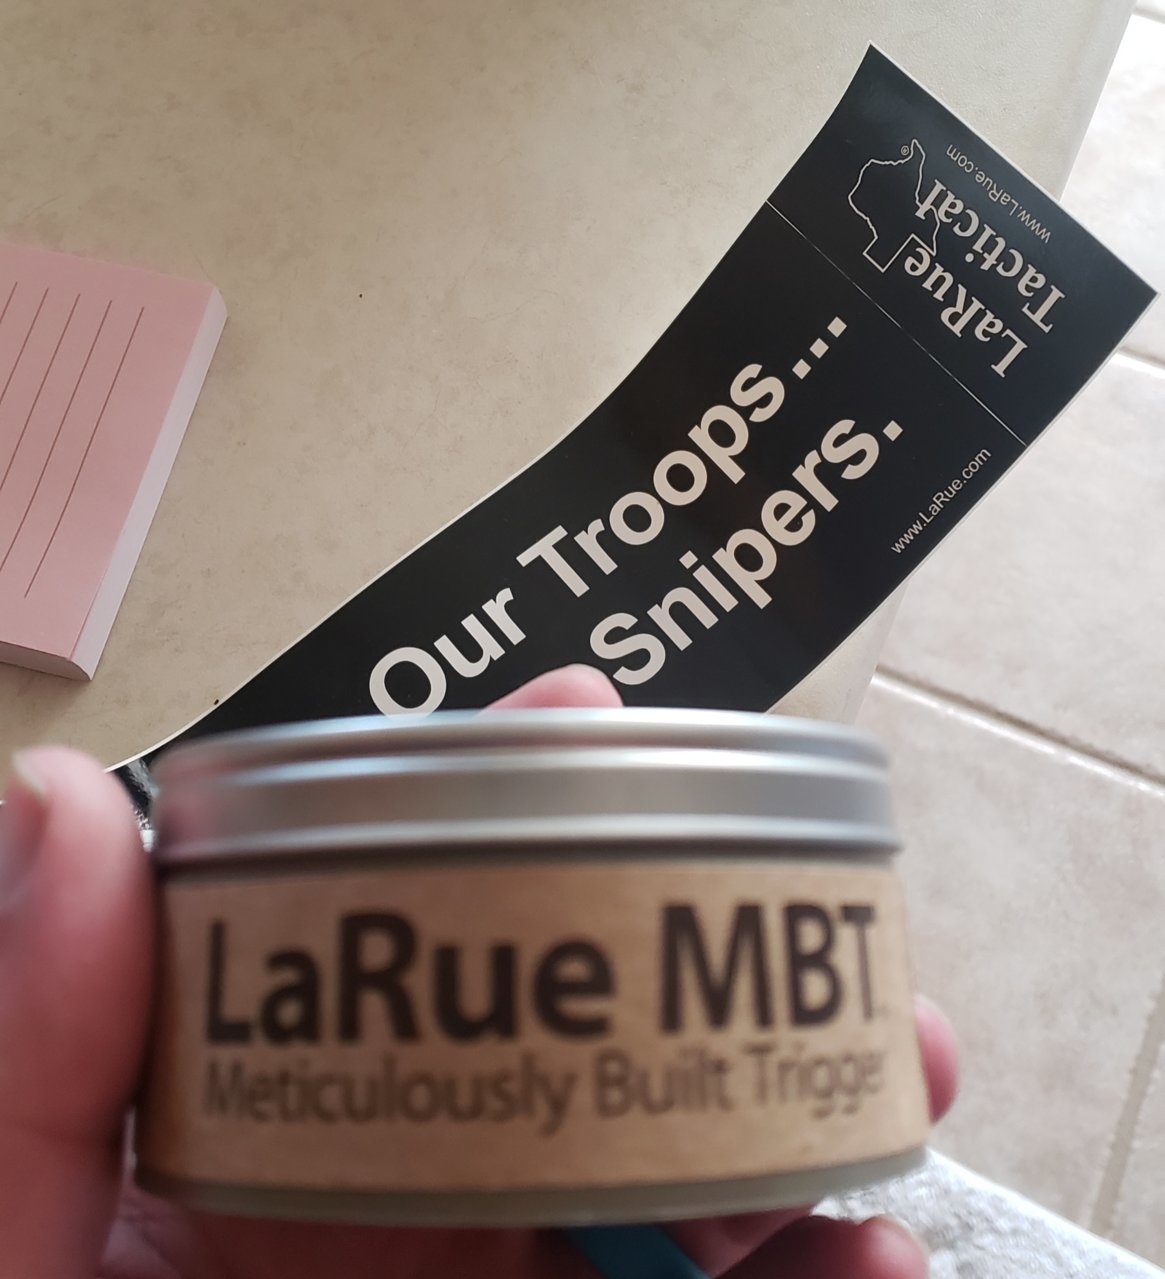 www.LaRue.com
LaRue
Tactical
®
Our Troops...
Snipers.
www.LaRue.com
LaRue MBT
Meticulously Built Trigger